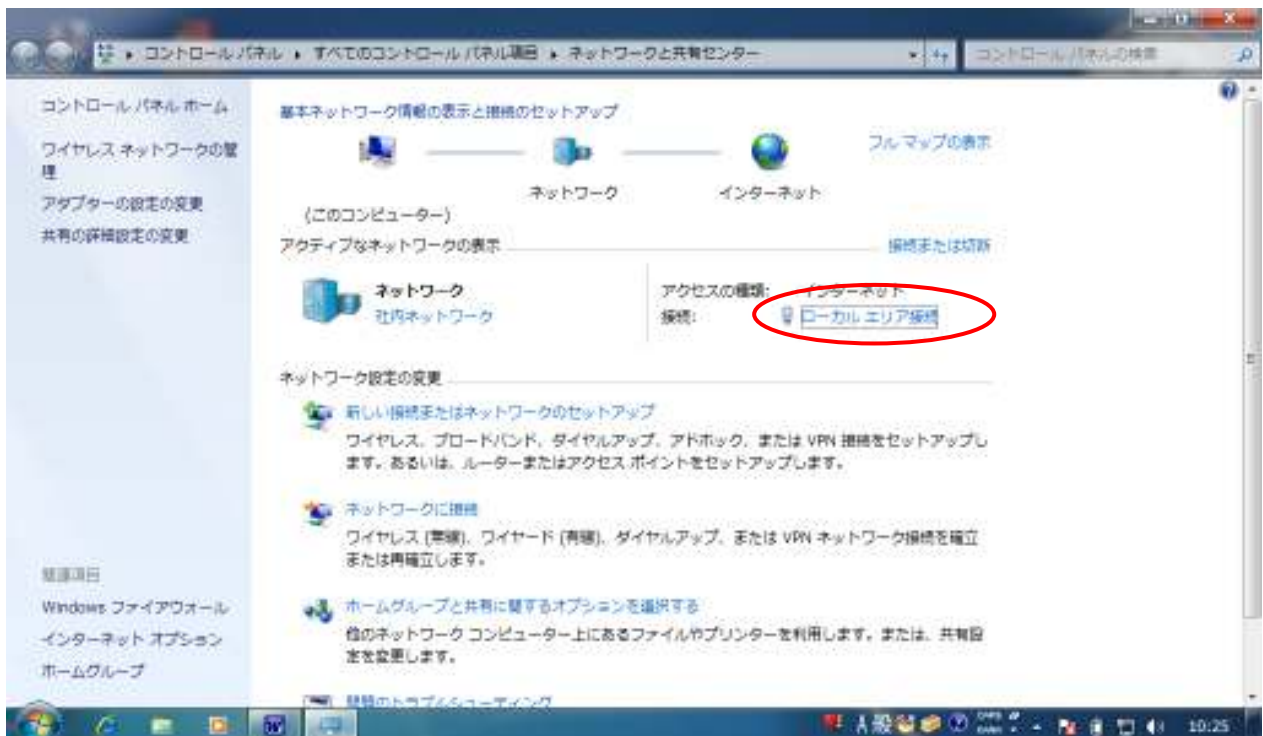 コントロール パネル ▸ すべてのコントロール パネル項目 ▸ ネットワークと共有センター
コントロール パネルの検索
コントロール パネル ホーム
ワイヤレス ネットワークの管
理
アダプターの設定の変更
共有の詳細設定の変更
基本ネットワーク情報の表示と接続のセットアップ
フル マップの表示
ネットワーク
インターネット
(このコンピューター)
アクティブなネットワークの表示
接続または切断
ネットワーク
社内ネットワーク
アクセスの種類: インターネット
接続: ローカル エリア接続
ネットワーク設定の変更
新しい接続またはネットワークのセットアップ
ワイヤレス、ブロードバンド、ダイヤルアップ、アドホック、または VPN 接続をセットアップし
ます。あるいは、ルーターまたはアクセス ポイントをセットアップします。
ネットワークに接続
ワイヤレス (無線)、ワイヤード (有線)、ダイヤルアップ、または VPN ネットワーク接続を確立
または再確立します。
ホームグループと共有に関するオプションを選択する
他のネットワーク コンピューター上にあるファイルやプリンターを利用します。または、共有設
定を変更します。
問題のトラブルシューティング
関連項目
Windows ファイアウォール
インターネット オプション
ホームグループ
A 般
10:25